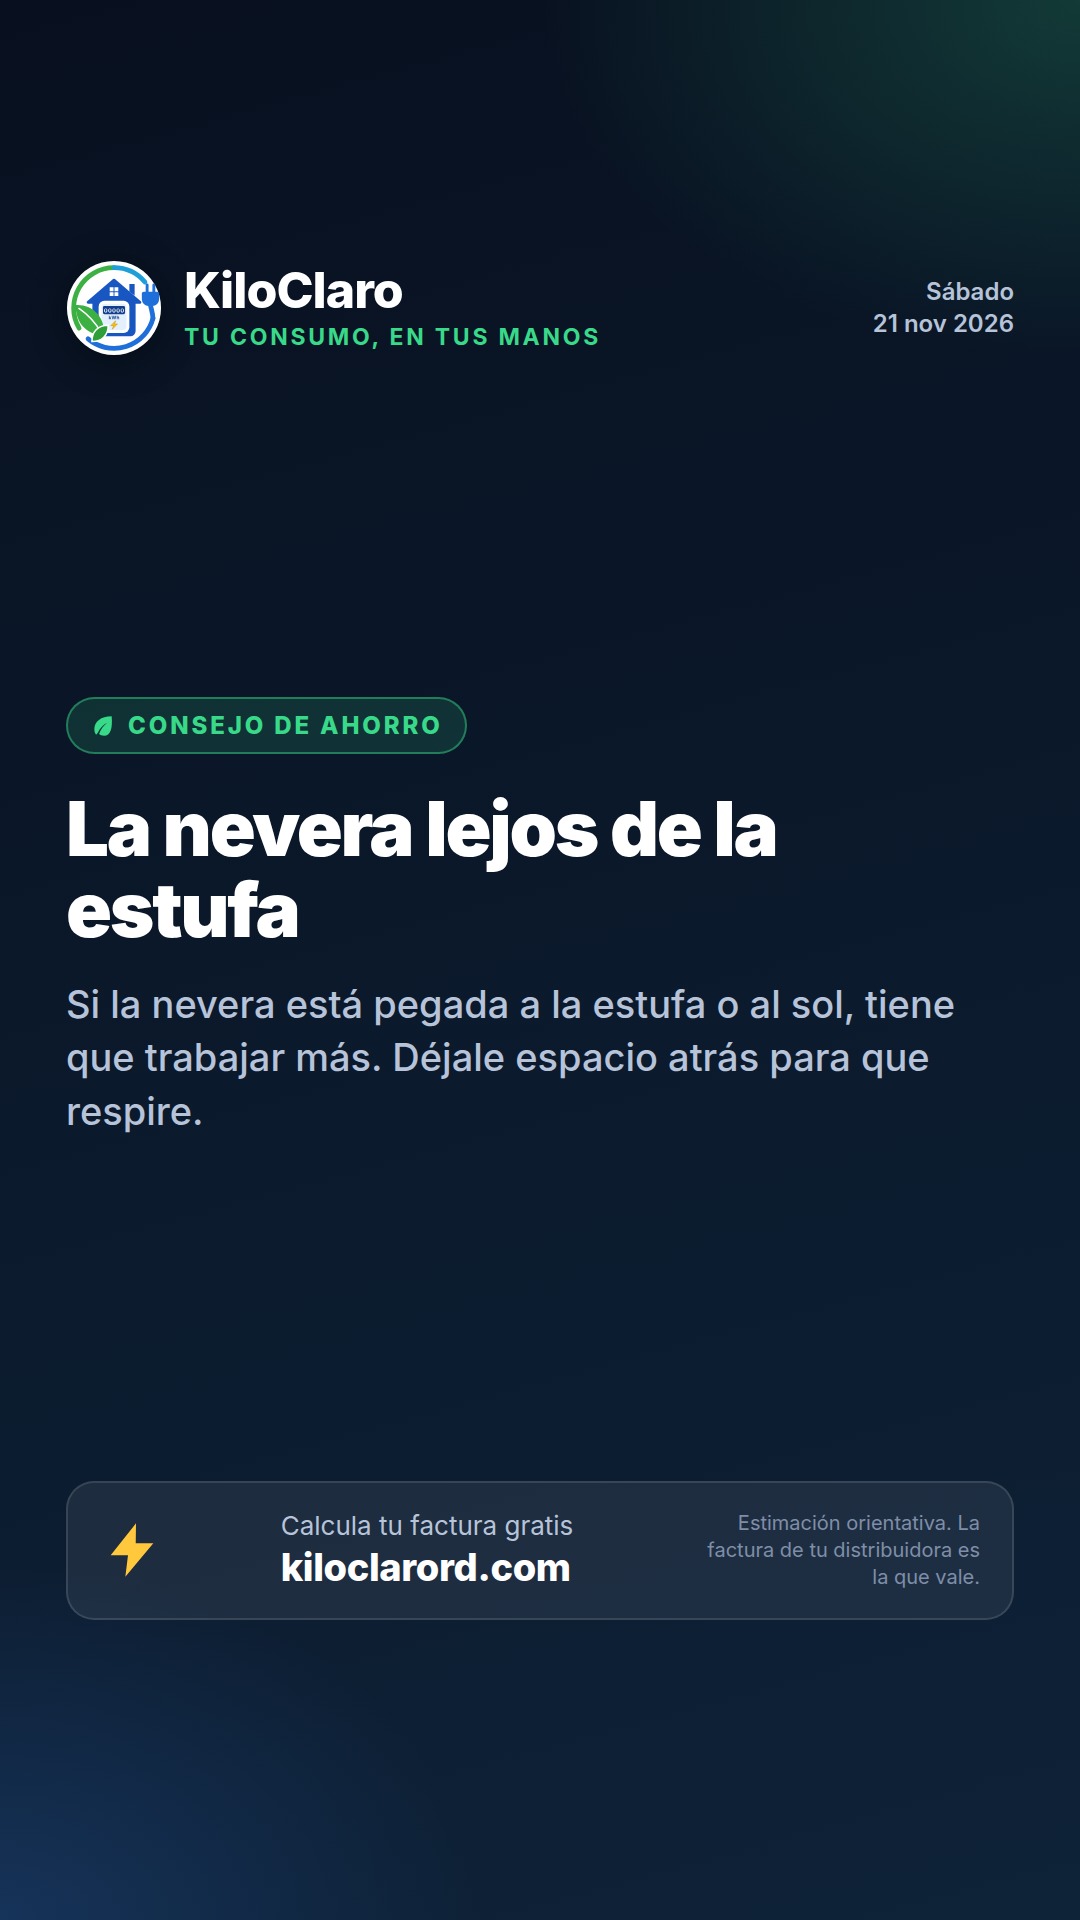 KiloClaro
TU CONSUMO, EN TUS MANOS
Sábado
21 nov 2026
CONSEJO DE AHORRO
La nevera lejos de la
estufa
Si la nevera está pegada a la estufa o al sol, tiene
que trabajar más. Déjale espacio atrás para que
respire.
Calcula tu factura gratis
kiloclarord.com
Estimación orientativa. La
factura de tu distribuidora es
la que vale.